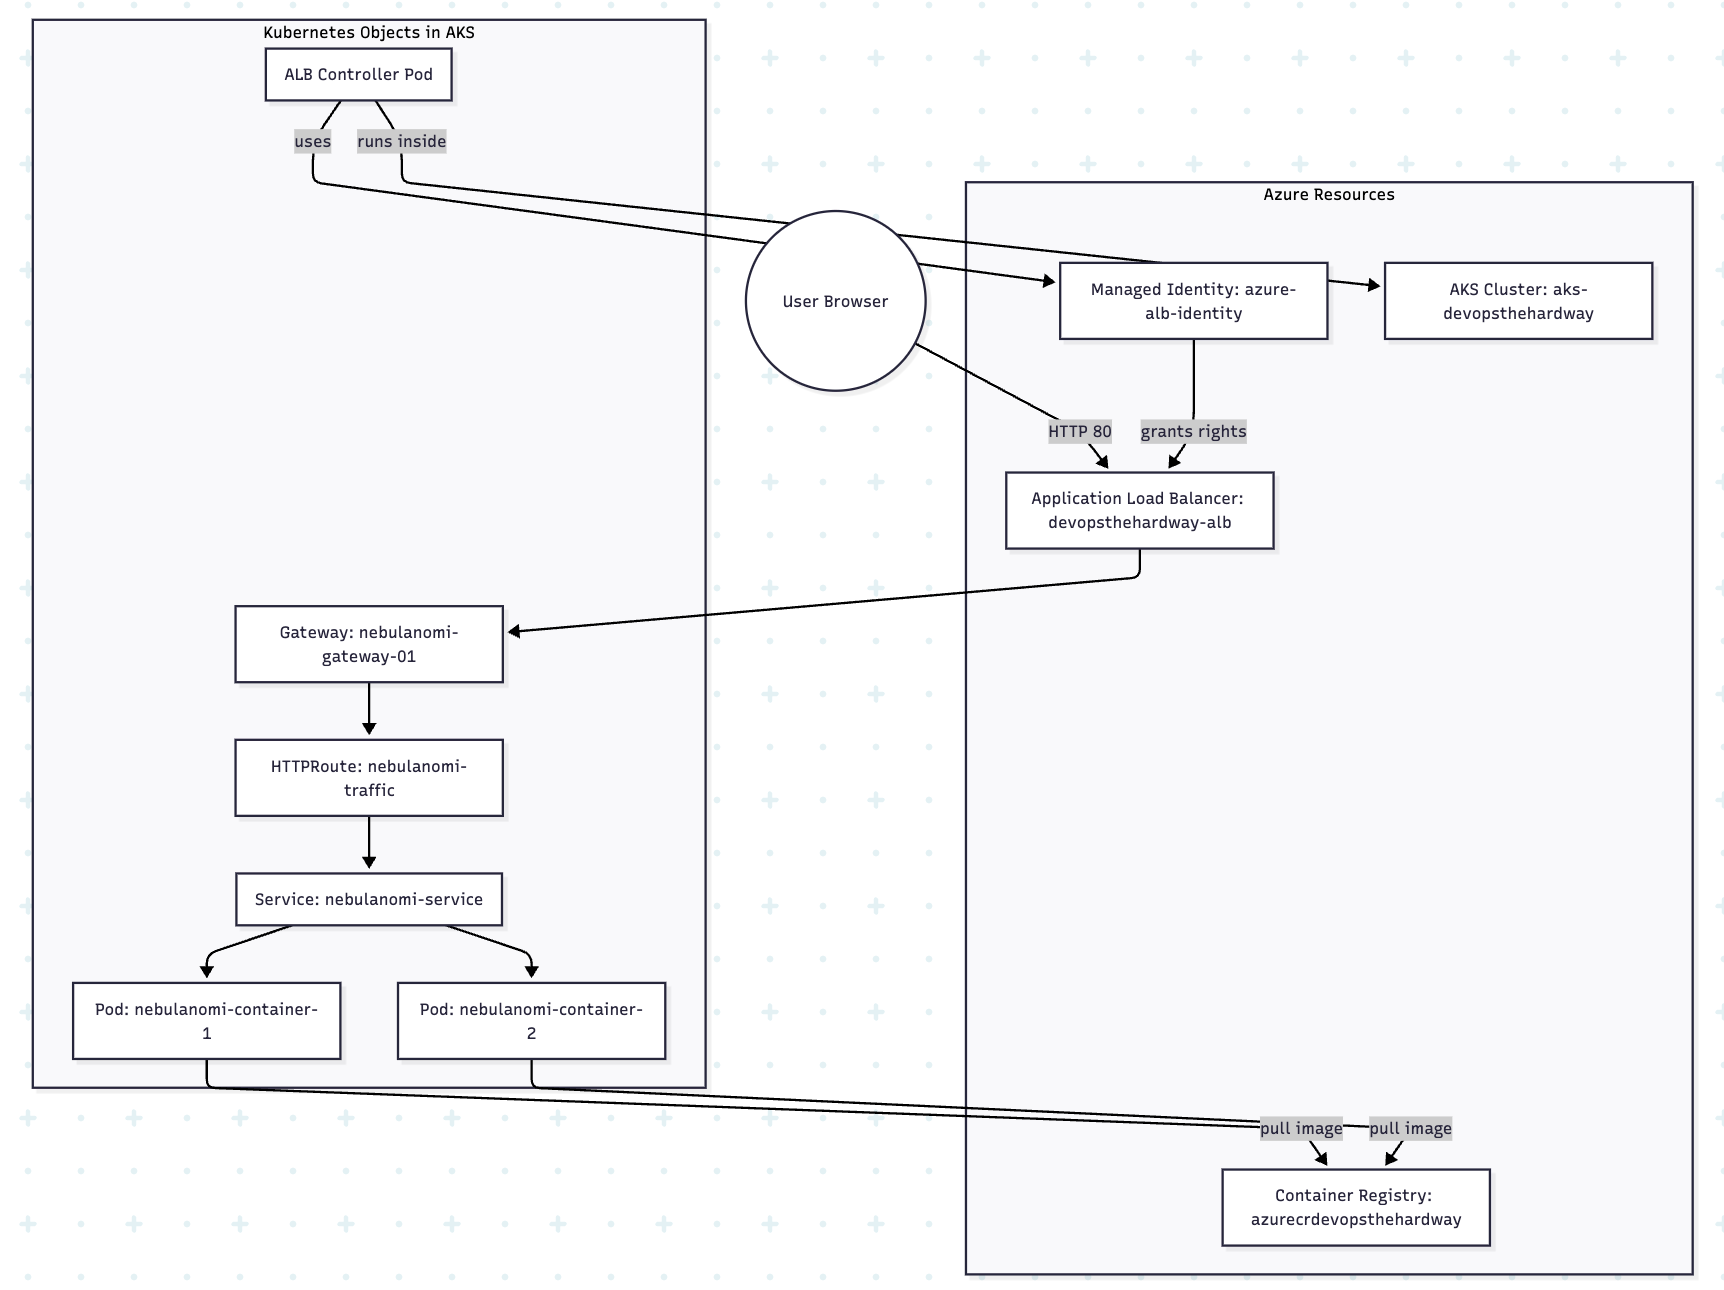 Kubernetes Objects in AKS
ALB Controller Pod
uses
runs inside
Azure Resources
User Browser
Managed Identity: azure-
alb-identity
AKS Cluster: aks-
devopsthehardway
HTTP 80
grants rights
Application Load Balancer:
devopsthehardway-alb
Gateway: nebulanomi-
gateway-01
HTTPRoute: nebulanomi-
traffic
Service: nebulanomi-service
Pod: nebulanomi-container-
1
Pod: nebulanomi-container-
2
pull image
pull image
Container Registry:
azurecrdevopsthehardway